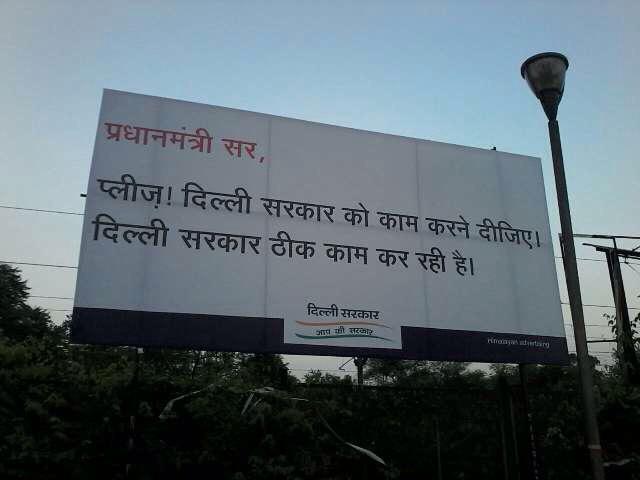 प्रधानमंत्री सर,
प्लीज़! दिल्ली सरकार को काम करने दीजिए।
दिल्ली सरकार ठीक काम कर रही है।
दिल्ली सरकार
आप की सरकार
Himalayan advertising